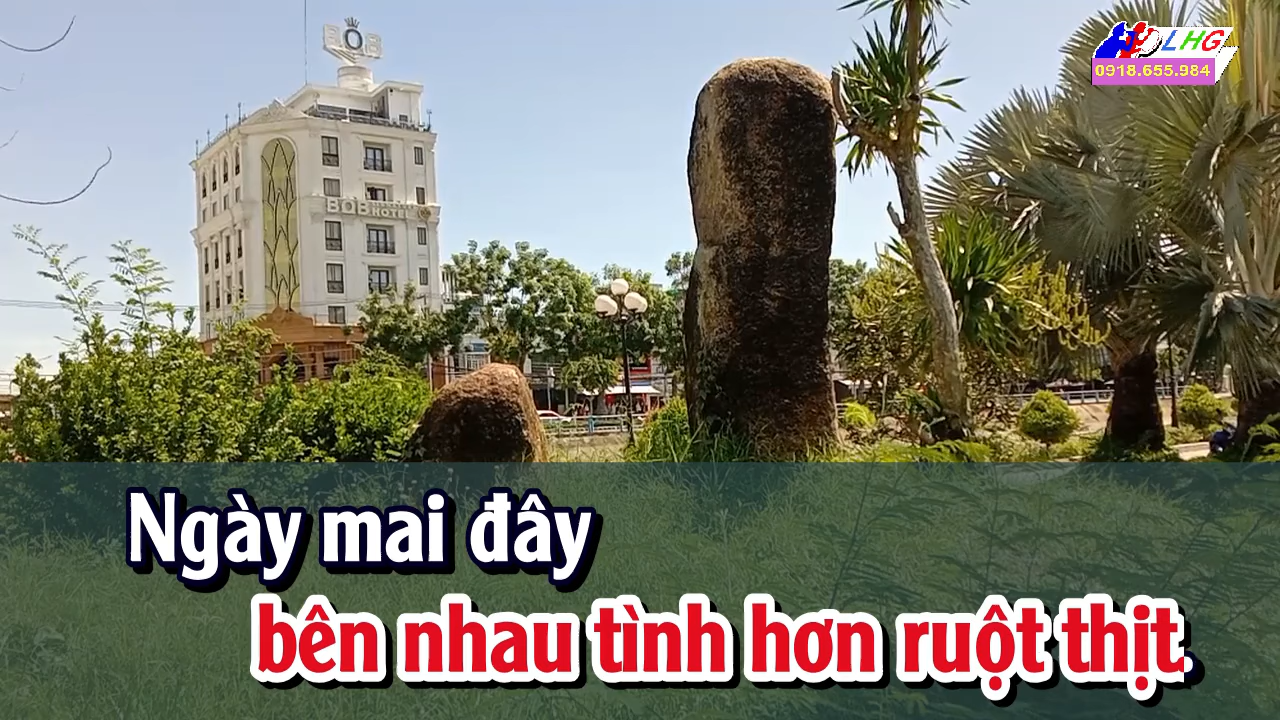 BOB
BOB
HOTEL
LHG
0918.655.984
Ngày mai đây
bên nhau tình hơn ruột thịt.